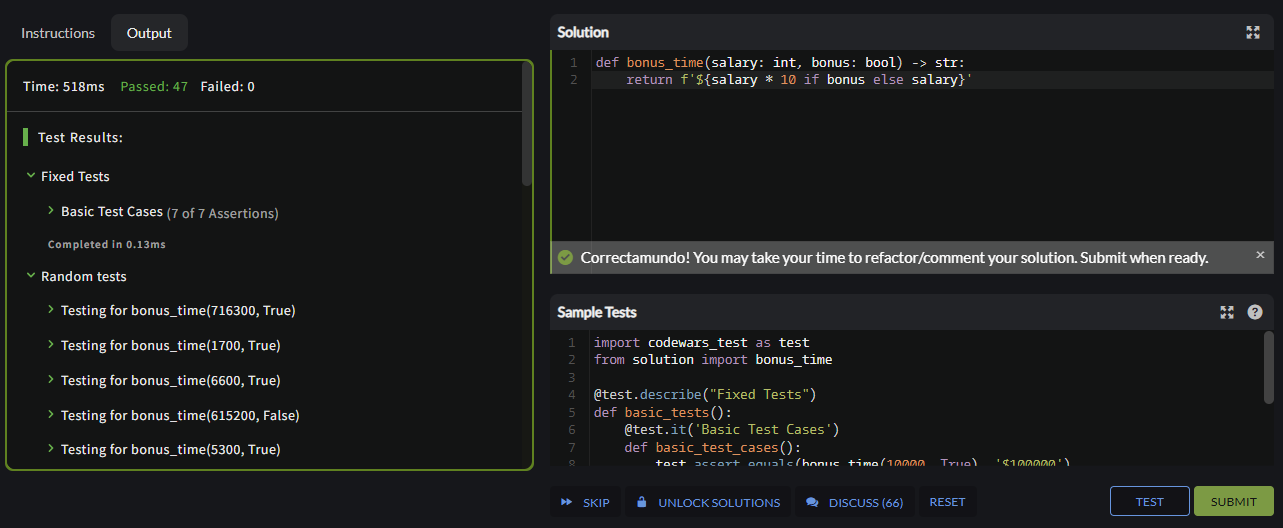 Instructions
Output
Time: 518ms Passed: 47 Failed: 0
Test Results:
Fixed Tests
Basic Test Cases (7 of 7 Assertions)
Completed in 0.13ms
Random tests
Testing for bonus_time(716300, True)
Testing for bonus_time(1700, True)
Testing for bonus_time(6600, True)
Testing for bonus_time(615200, False)
Testing for bonus_time(5300, True)
Solution
1 def bonus_time(salary: int, bonus: bool) -> str:
2     return f'${salary * 10 if bonus else salary}'
Correctamundo! You may take your time to refactor/comment your solution. Submit when ready.
Sample Tests
1 import codewars_test as test
2 from solution import bonus_time
3
4 @test.describe("Fixed Tests")
5 def basic_tests():
6     @test.it('Basic Test Cases')
7     def basic_test_cases():
8         test.assert_equals(bonus_time(10000, True), '$100000')
SKIP
UNLOCK SOLUTIONS
DISCUSS (66)
RESET
TEST
SUBMIT